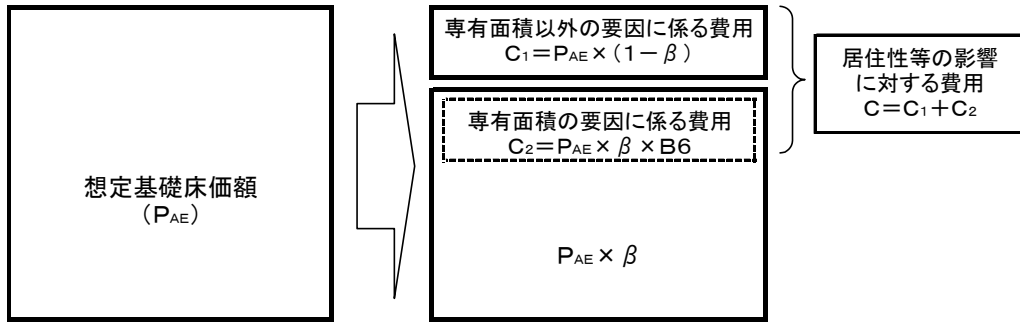 想定基礎床価額
（PAE）
専有面積以外の要因に係る費用
C1＝PAE×（1－β）
専有面積の要因に係る費用
C2＝PAE×β×B6
PAE×β
居住性等の影響
に対する費用
C＝C1＋C2